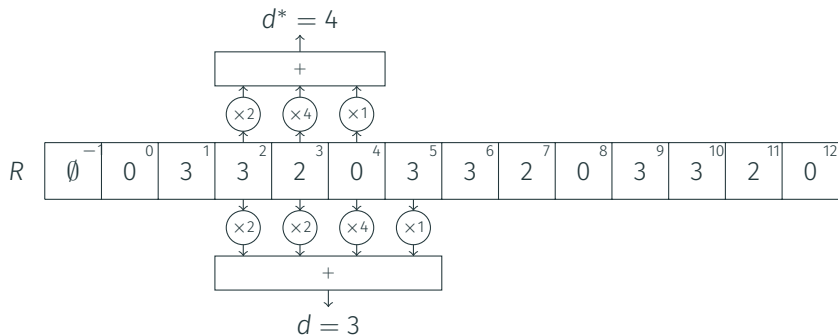 d* = 4
+
×2 ×4 ×1
-1 0 1 2 3 4 5 6 7 8 9 10 11 12
R ∅ 0 3 3 2 0 3 3 2 0 3 3 2 0
×2 ×2 ×4 ×1
+
d = 3